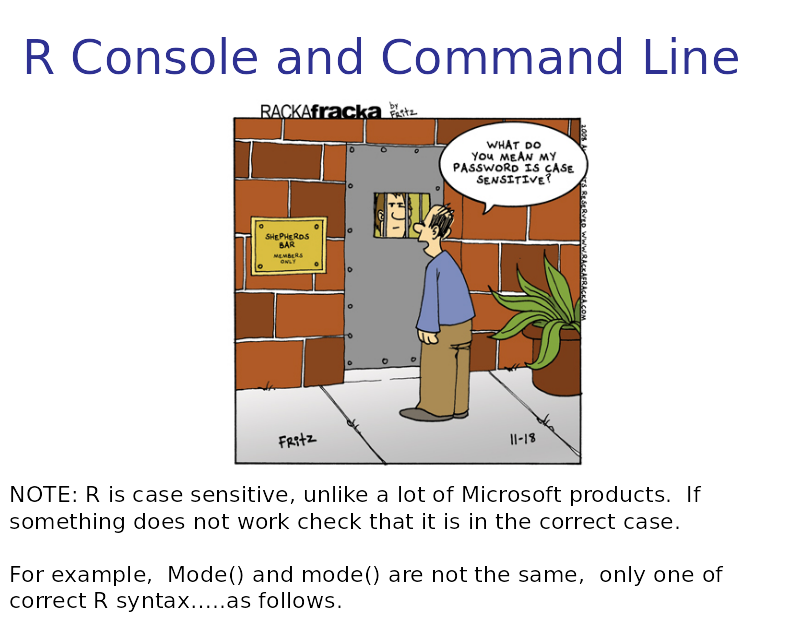 R Console and Command Line
RACKAfracka by Fritz
WHAT DO
YOU MEAN MY
PASSWORD IS CASE
SENSITIVE?
SHEPHERDS
BAR
MEMBERS
ONLY
RESERVED WWW.RACKAFRACKA.COM
FRitZ
11-18
NOTE: R is case sensitive, unlike a lot of Microsoft products.  If
something does not work check that it is in the correct case.
For example,  Mode() and mode() are not the same,  only one of
correct R syntax.....as follows.